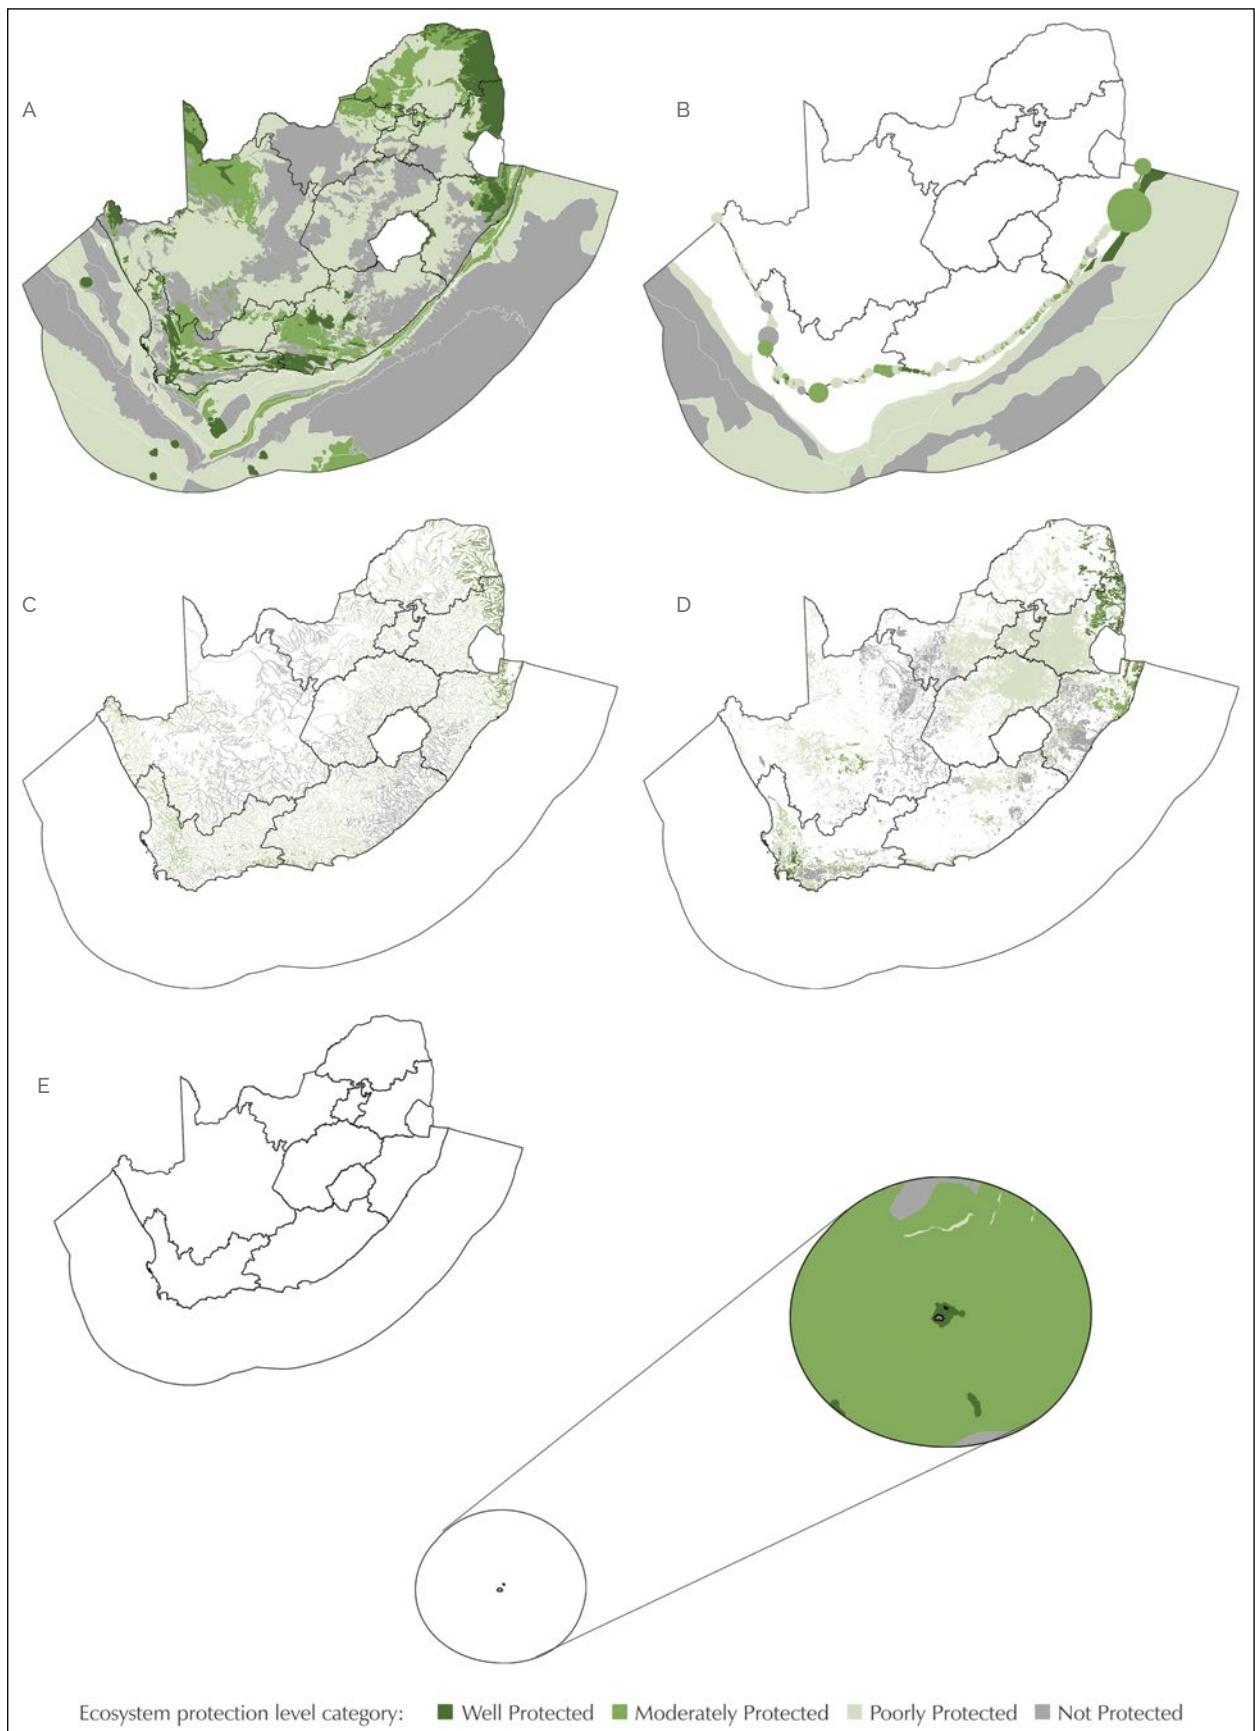 A
B
C
D
E
Ecosystem protection level category: Well Protected Moderately Protected Poorly Protected Not Protected